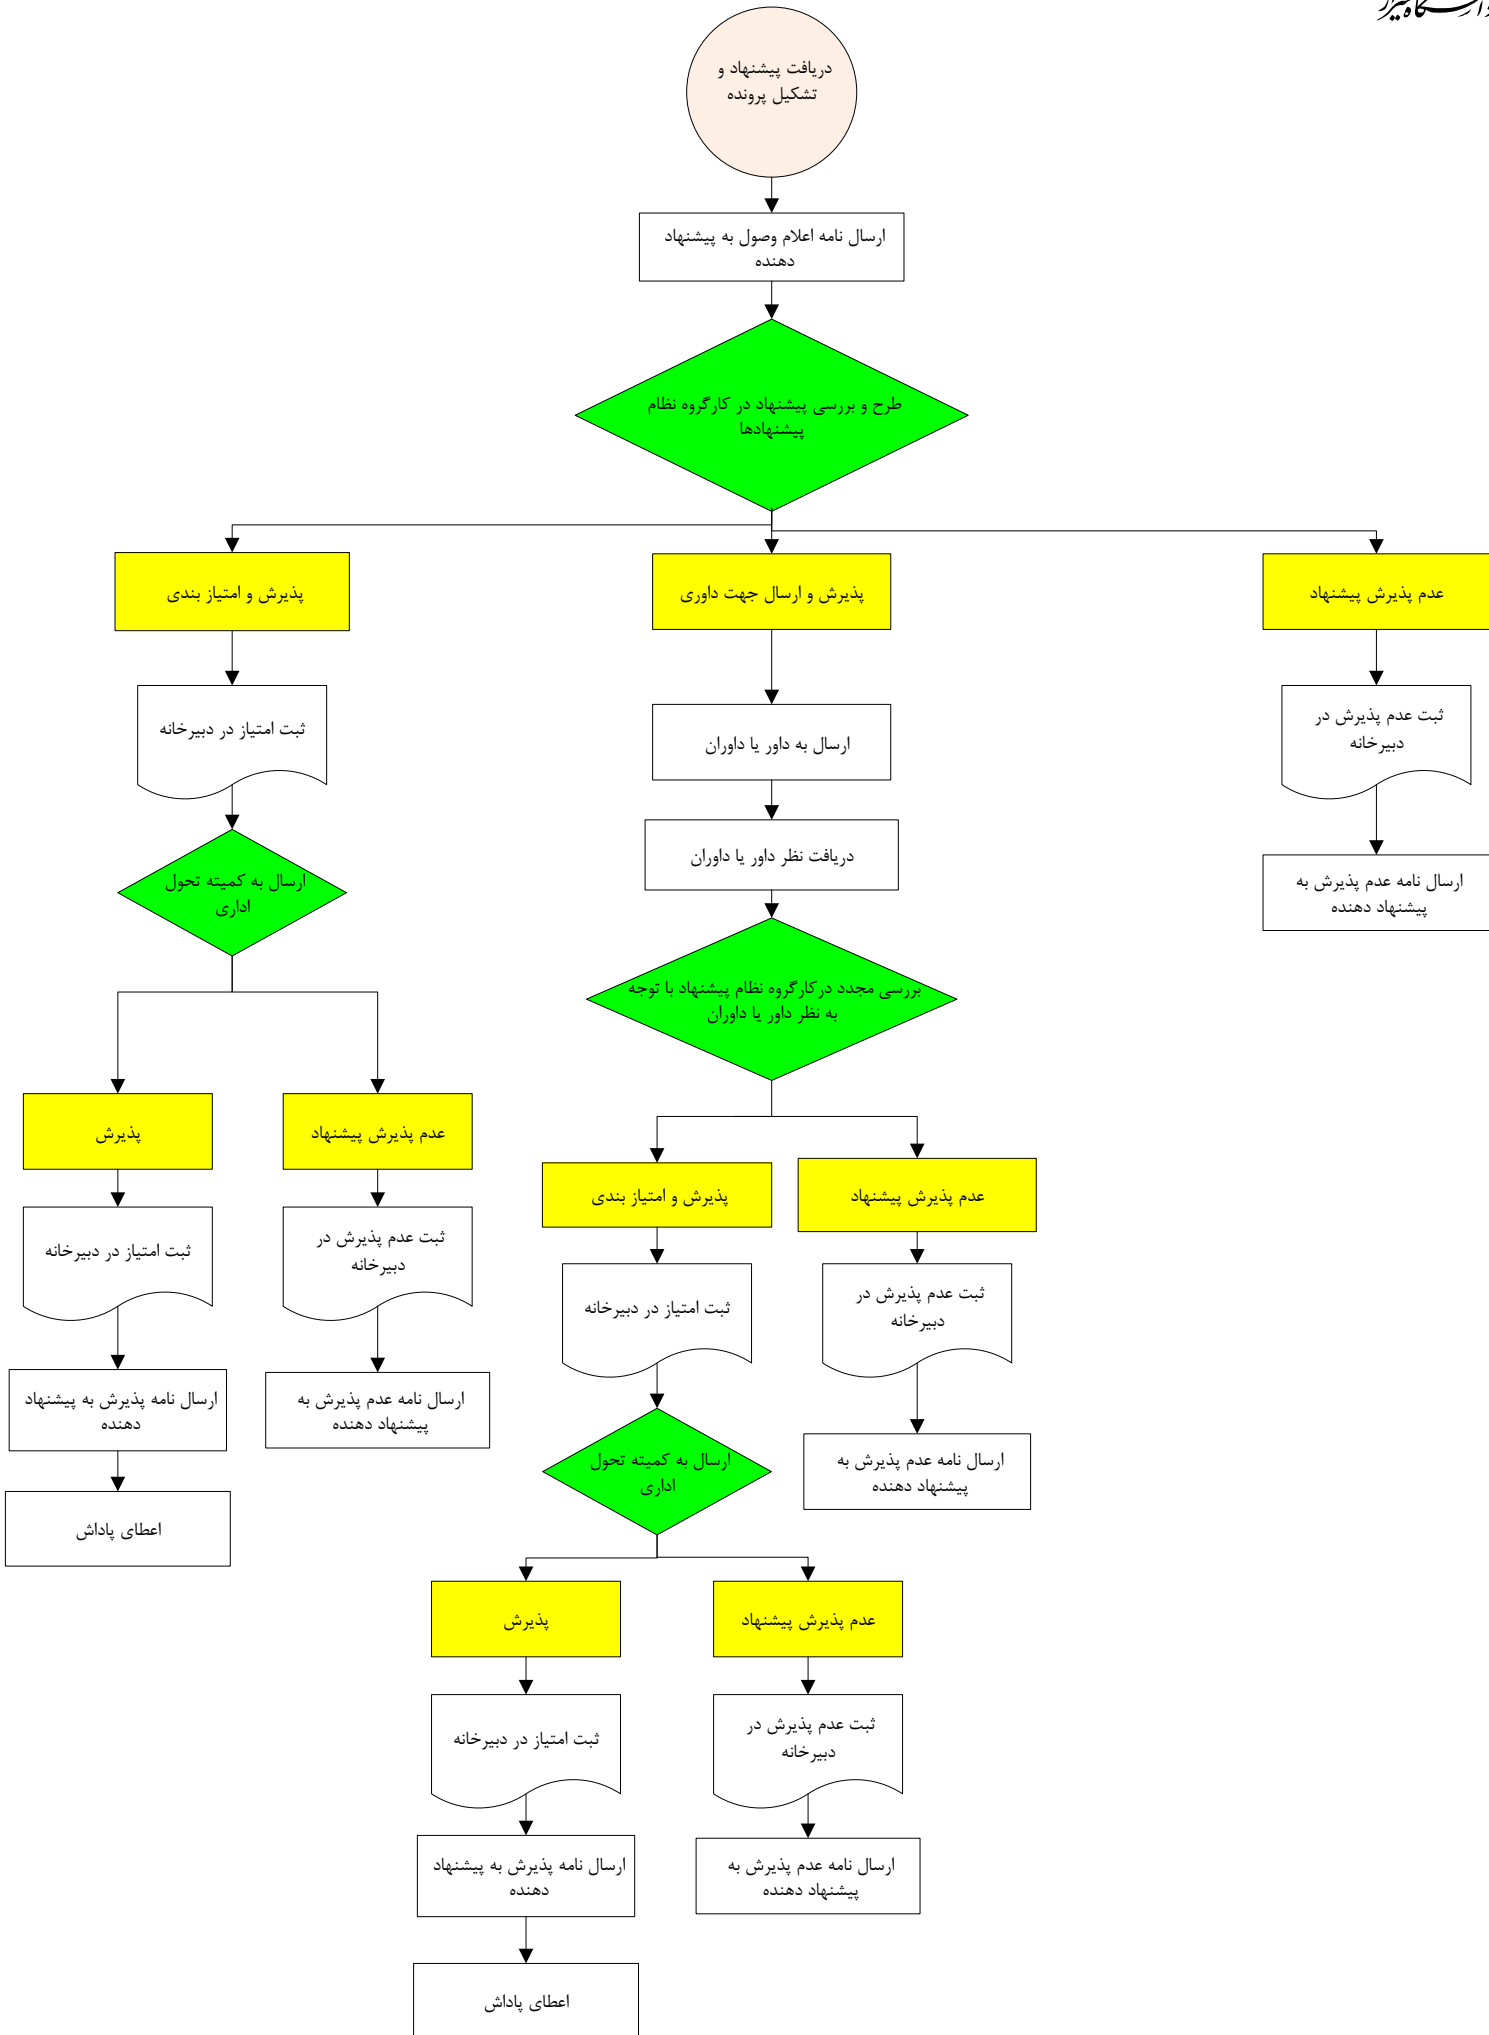 دریافت پیشنهاد و
تشکیل پرونده
ارسال نامه اعلام وصول به پیشنهاد
دهنده
طرح و بررسی پیشنهاد در کارگروه نظام
پیشنهادها
عدم پذیرش پیشنهاد
پذیرش و ارسال جهت داوری
پذیرش و امتیاز بندی
ثبت عدم پذیرش در
دبیرخانه
ارسال به داور یا داوران
ثبت امتیاز در دبیرخانه
ارسال نامه عدم پذیرش به
پیشنهاد دهنده
دریافت نظر داور یا داوران
ارسال به کمیته تحول
اداری
بررسی مجدد درکارگروه نظام پیشنهاد با توجه
به نظر داور یا داوران
عدم پذیرش پیشنهاد
پذیرش و امتیاز بندی
عدم پذیرش پیشنهاد
پذیرش
ثبت عدم پذیرش در
دبیرخانه
ثبت امتیاز در دبیرخانه
ثبت عدم پذیرش در
دبیرخانه
ثبت امتیاز در دبیرخانه
ارسال نامه عدم پذیرش به
پیشنهاد دهنده
ارسال به کمیته تحول
اداری
ارسال نامه عدم پذیرش به
پیشنهاد دهنده
ارسال نامه پذیرش به پیشنهاد
دهنده
اعطای پاداش
عدم پذیرش پیشنهاد
پذیرش
ثبت عدم پذیرش در
دبیرخانه
ثبت امتیاز در دبیرخانه
ارسال نامه عدم پذیرش به
پیشنهاد دهنده
ارسال نامه پذیرش به پیشنهاد
دهنده
اعطای پاداش